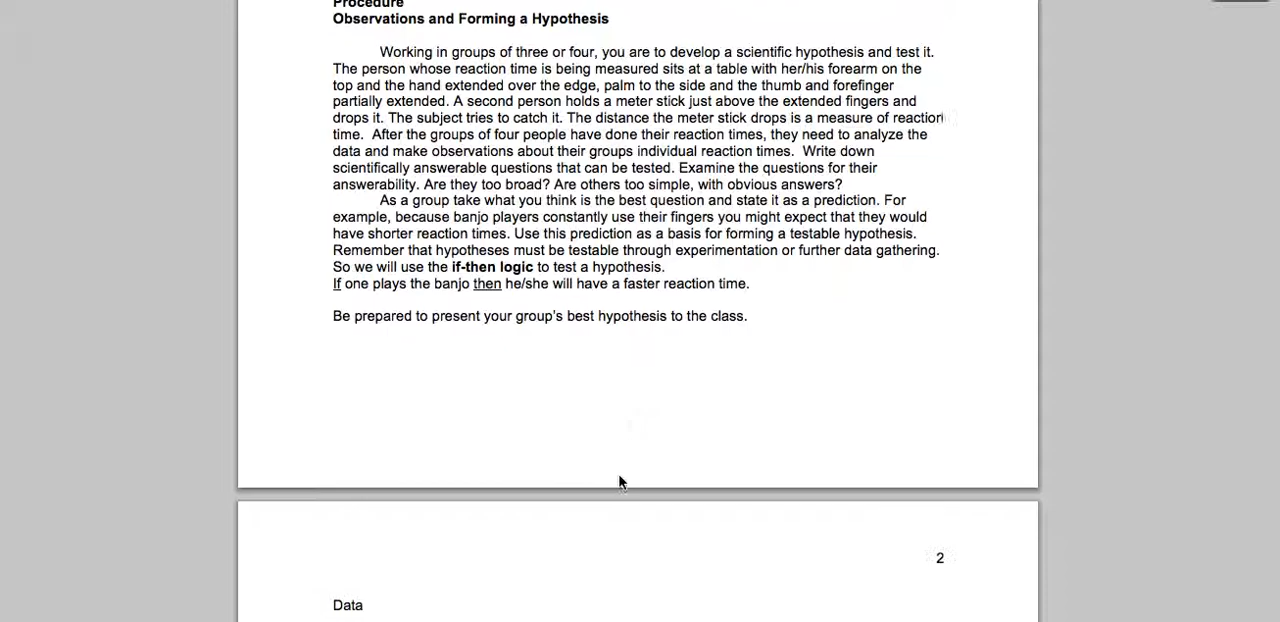 Procedure
Observations and Forming a Hypothesis
Working in groups of three or four, you are to develop a scientific hypothesis and test it.
The person whose reaction time is being measured sits at a table with her/his forearm on the
top and the hand extended over the edge, palm to the side and the thumb and forefinger
partially extended. A second person holds a meter stick just above the extended fingers and
drops it. The subject tries to catch it. The distance the meter stick drops is a measure of reaction
time. After the groups of four people have done their reaction times, they need to analyze the
data and make observations about their groups individual reaction times. Write down
scientifically answerable questions that can be tested. Examine the questions for their
answerability. Are they too broad? Are others too simple, with obvious answers?
As a group take what you think is the best question and state it as a prediction. For
example, because banjo players constantly use their fingers you might expect that they would
have shorter reaction times. Use this prediction as a basis for forming a testable hypothesis.
Remember that hypotheses must be testable through experimentation or further data gathering.
So we will use the if-then logic to test a hypothesis.
If one plays the banjo then he/she will have a faster reaction time.
Be prepared to present your group's best hypothesis to the class.
2
Data